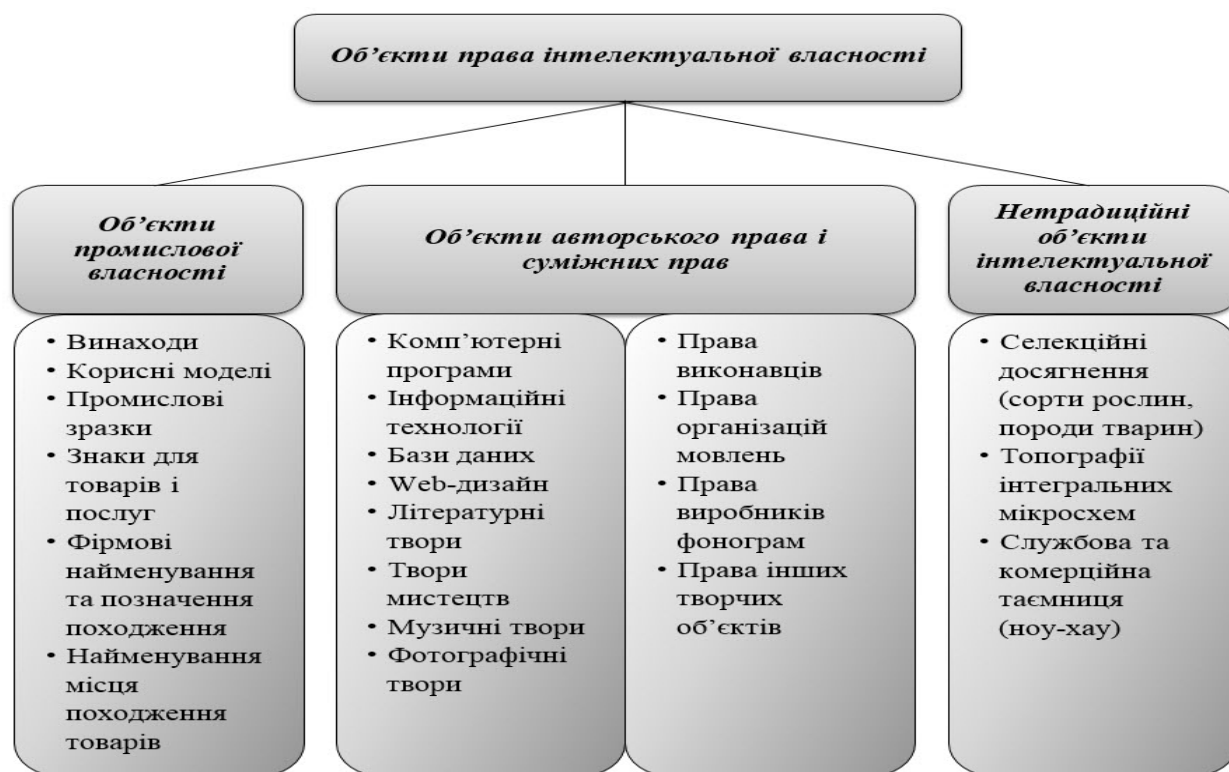 Об’єкти права інтелектуальної власності
Об’єкти
промислової
власності
• Винаходи
• Корисні моделі
• Промислові
зразки
• Знаки для
товарів і
послуг
• Фірмові
найменування
та позначення
походження
• Найменування
місця
походження
товарів
Об’єкти авторського права і
суміжних прав
• Комп’ютерні
програми
• Інформаційні
технології
• Бази даних
• Web-дизайн
• Літературні
твори
• Твори
мистецтв
• Музичні твори
• Фотографічні
твори
• Права
виконавців
• Права
організацій
мовлень
• Права
виробників
фонограм
• Права інших
творчих
об’єктів
Нетрадиційні
об’єкти
інтелектуальної
власності
• Селекційні
досягнення
(сорти рослин,
породи тварин)
• Топографії
інтегральних
мікросхем
• Службова та
комерційна
таємниця
(ноу-хау)